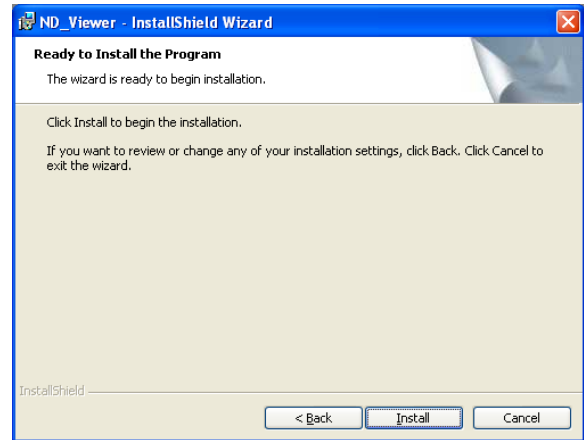 ND_Viewer - InstallShield Wizard
Ready to Install the Program
The wizard is ready to begin installation.
Click Install to begin the installation.
If you want to review or change any of your installation settings, click Back. Click Cancel to
exit the wizard.
InstallShield
< Back Install Cancel